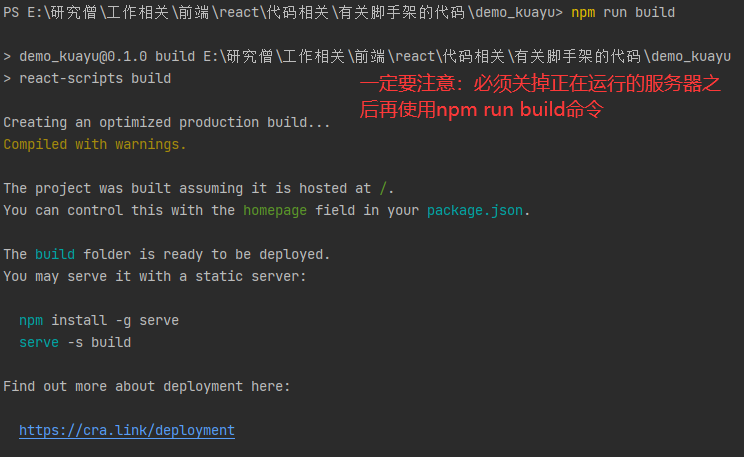 PS E:\研究僧\工作相关\前端\react\代码相关\有关脚手架的代码\demo_kuayu> npm run build
> demo_kuayu@0.1.0 build E:\研究僧\工作相关\前端\react\代码相关\有关脚手架的代码\demo_kuayu
> react-scripts build
一定要注意：必须关掉正在运行的服务器之
后再使用npm run build命令
Creating an optimized production build...
Compiled with warnings.
The project was built assuming it is hosted at /.
You can control this with the homepage field in your package.json.
The build folder is ready to be deployed.
You may serve it with a static server:
npm install -g serve
serve -s build
Find out more about deployment here:
https://cra.link/deployment